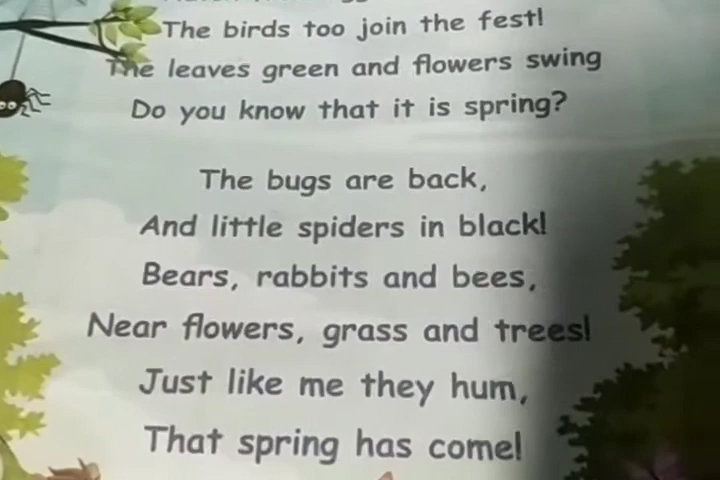 The birds too join the fest!
The leaves green and flowers swing
Do you know that it is spring?
The bugs are back,
And little spiders in black!
Bears, rabbits and bees,
Near flowers, grass and trees!
Just like me they hum,
That spring has come!